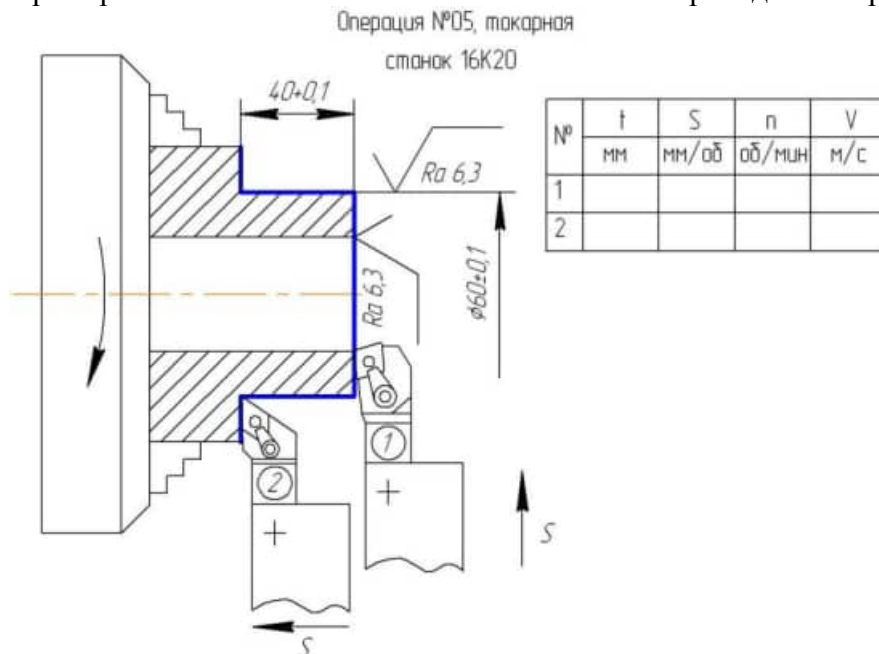 Операция №05, токарная
станок 16К20
40+0,1
Ra 6,3
Ra 6,3
ϕ60±0,1
№ t S n V
мм мм/об об/мин м/с
1
2
1
2
S
S